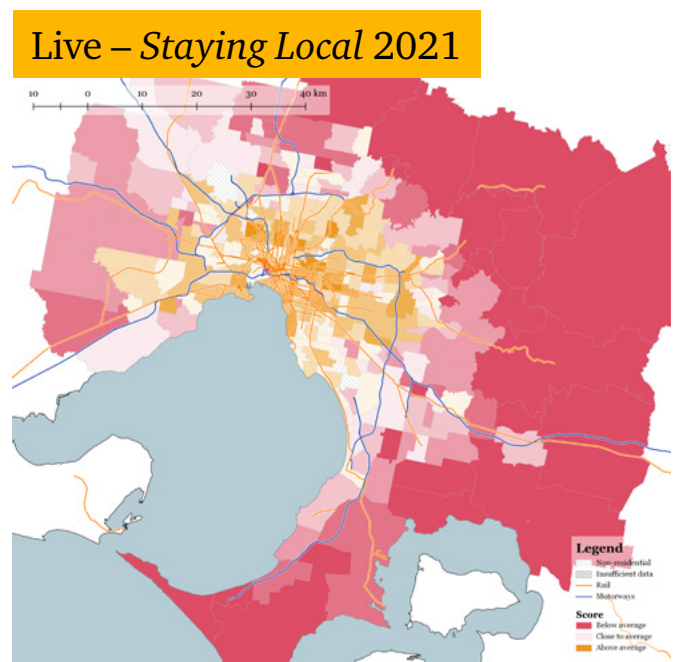 Live – Staying Local 2021
10 0 10 20 30 40 km
Legend
Non-residential
Insufficient data
Rail
Motorways
Score
Below average
Close to average
Above average